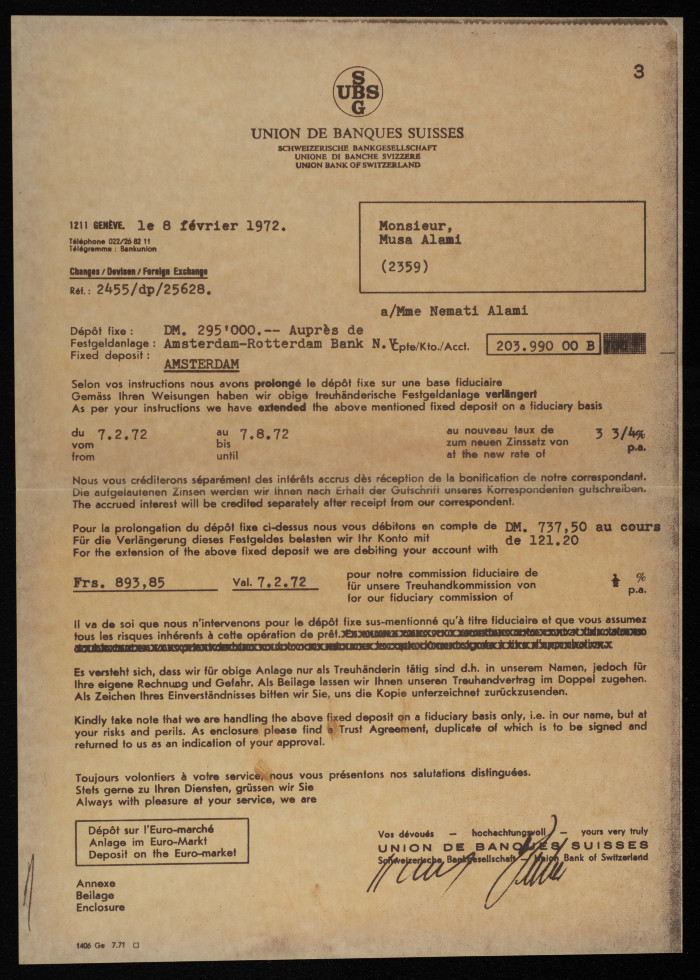 3
S
UBS
G
UNION DE BANQUES SUISSES
SCHWEIZERISCHE BANKGESELLSCHAFT
UNIONE DI BANCHE SVIZZERE
UNION BANK OF SWITZERLAND
1211 GENÈVE, le 8 février 1972.
Téléphone 022/26 82 11
Télégramme : Bankunion
Monsieur,
Musa Alami
(2359)
Changes / Devisen / Foreign Exchange
Réf.: 2455/dp/25628.
a/Mme Nemati Alami
Dépôt fixe : DM. 295'000.-- Auprès de
Festgeldanlage : Amsterdam-Rotterdam Bank N.V. Cpte/Kto./Acct. 203.990 00 B
Fixed deposit : AMSTERDAM
Selon vos instructions nous avons prolongé le dépôt fixe sur une base fiduciaire
Gemäss Ihren Weisungen haben wir obige treuhänderische Festgeldanlage verlängert
As per your instructions we have extended the above mentioned fixed deposit on a fiduciary basis
du 7.2.72 au 7.8.72 au nouveau taux de 3 3/4%
vom bis zum neuen Zinssatz von p.a.
from until at the new rate of
Nous vous créditerons séparément des intérêts accrus dès réception de la bonification de notre correspondant.
Die aufgelaufenen Zinsen werden wir Ihnen nach Erhalt der Gutschrift unseres Korrespondenten gutschreiben.
The accrued interest will be credited separately after receipt from our correspondent.
Pour la prolongation du dépôt fixe ci-dessus nous vous débitons en compte de DM. 737,50 au cours
Für die Verlängerung dieses Festgeldes belasten wir Ihr Konto mit de 121.20
For the extension of the above fixed deposit we are debiting your account with
Frs. 893,85 Val. 7.2.72 pour notre commission fiduciaire de ½ %
für unsere Treuhandkommission von p.a.
for our fiduciary commission of
Il va de soi que nous n'intervenons pour le dépôt fixe sus-mentionné qu'à titre fiduciaire et que vous assumez
tous les risques inhérents à cette opération de prêt.
Es versteht sich, dass wir für obige Anlage nur als Treuhänderin tätig sind d.h. in unserem Namen, jedoch für
Ihre eigene Rechnung und Gefahr. Als Beilage lassen wir Ihnen unseren Treuhandvertrag im Doppel zugehen.
Als Zeichen Ihres Einverständnisses bitten wir Sie, uns die Kopie unterzeichnet zurückzusenden.
Kindly take note that we are handling the above fixed deposit on a fiduciary basis only, i.e. in our name, but at
your risks and perils. As enclosure please find a Trust Agreement, duplicate of which is to be signed and
returned to us as an indication of your approval.
Toujours volontiers à votre service, nous vous présentons nos salutations distinguées.
Stets gerne zu Ihren Diensten, grüssen wir Sie
Always with pleasure at your service, we are
Dépôt sur l'Euro-marché
Anlage im Euro-Markt
Deposit on the Euro-market
Vos dévoués — hochachtungsvoll — yours very truly
UNION DE BANQUES SUISSES
Schweizerische Bankgesellschaft — Union Bank of Switzerland
Annexe
Beilage
Enclosure
1406 Ge 7.71